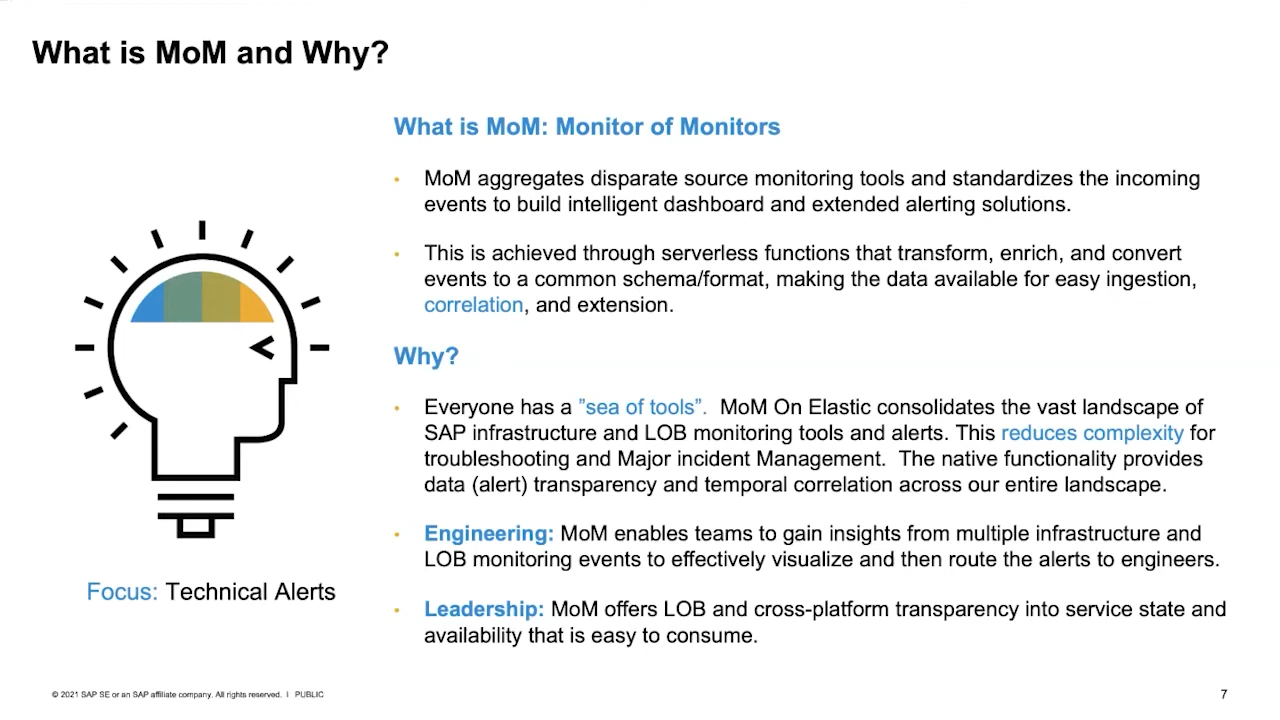 What is MoM and Why?
What is MoM: Monitor of Monitors
• MoM aggregates disparate source monitoring tools and standardizes the incoming
events to build intelligent dashboard and extended alerting solutions.
• This is achieved through serverless functions that transform, enrich, and convert
events to a common schema/format, making the data available for easy ingestion,
correlation, and extension.
Why?
• Everyone has a ”sea of tools”.  MoM On Elastic consolidates the vast landscape of
SAP infrastructure and LOB monitoring tools and alerts. This reduces complexity for
troubleshooting and Major incident Management.  The native functionality provides
data (alert) transparency and temporal correlation across our entire landscape.
• Engineering: MoM enables teams to gain insights from multiple infrastructure and
LOB monitoring events to effectively visualize and then route the alerts to engineers.
• Leadership: MoM offers LOB and cross-platform transparency into service state and
availability that is easy to consume.
Focus: Technical Alerts
© 2021 SAP SE or an SAP affiliate company. All rights reserved. I PUBLIC
7